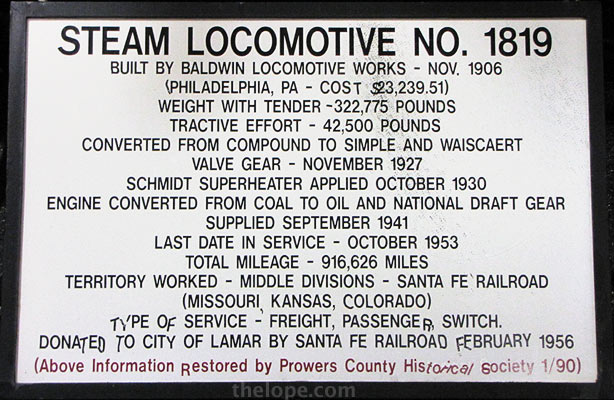 STEAM LOCOMOTIVE NO. 1819
BUILT BY BALDWIN LOCOMOTIVE WORKS - NOV. 1906
(PHILADELPHIA, PA - COST $23,239.51)
WEIGHT WITH TENDER -322,775 POUNDS
TRACTIVE EFFORT - 42,500 POUNDS
CONVERTED FROM COMPOUND TO SIMPLE AND WAISCAERT
VALVE GEAR - NOVEMBER 1927
SCHMIDT SUPERHEATER APPLIED OCTOBER 1930
ENGINE CONVERTED FROM COAL TO OIL AND NATIONAL DRAFT GEAR
SUPPLIED SEPTEMBER 1941
LAST DATE IN SERVICE - OCTOBER 1953
TOTAL MILEAGE - 916,626 MILES
TERRITORY WORKED - MIDDLE DIVISIONS - SANTA FE RAILROAD
(MISSOURI, KANSAS, COLORADO)
TYPE OF SERVICE - FREIGHT, PASSENGER, SWITCH.
DONATED TO CITY OF LAMAR BY SANTA FE RAILROAD FEBRUARY 1956
(Above Information Restored by Prowers County Historical Society 1/90)
thelope.com